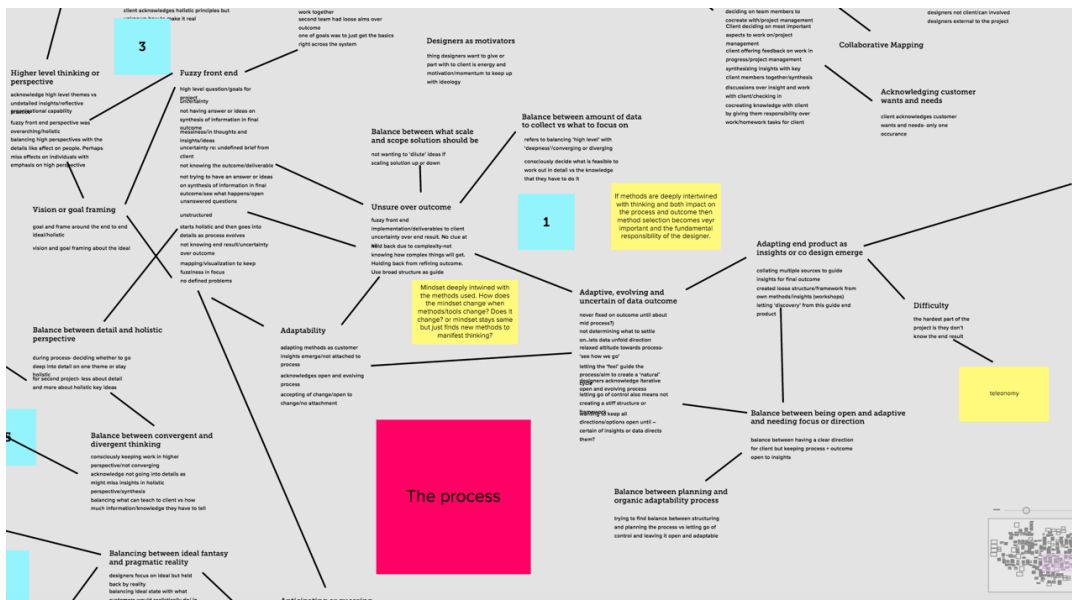 client acknowledges holistic principles but
3
Higher level thinking or
perspective
acknowledge high level themes vs
undetailed insights/reflective
organisational capability
fuzzy front end perspective was
overarching/holistic
balancing high perspectives with the
details like affect on people. Perhaps
miss effects on individuals with
emphasis on high perspective
Fuzzy front end
high level question/goals for
project
uncertainty
not having answer or ideas on
synthesis of information in final
outcome
messiness/in thoughts and
insights/ideas
uncertainty re: undefined brief from
client
not knowing the outcome/deliverable
not trying to have an answer or ideas
on synthesis of information in final
outcome/see what happens/open
unanswered questions
unstructured
starts holistic and then goes into
details as process evolves
not knowing end result/uncertainty
over outcome
mapping/visualization to keep
fuzziness in focus
no defined problems
work together
second team had loose aims over
outcome
one of goals was to just get the basics
right across the system
Designers as motivators
thing designers want to give or
part with to client is energy and
motivation/momentum to keep up
with ideology
deciding on team members to
cocreate with/project management
Client deciding on most important
aspects to work on/project
management
client offering feedback on work in
progress/project management
synthesizing insights with key
client members together/synthesis
discussions over insight and work
with client/checking in
cocreating knowledge with client
by giving them responsibility over
work/homework tasks for client
designers not client/can involved
designers external to the project
Collaborative Mapping
Acknowledging customer
wants and needs
client acknowledges customer
wants and needs- only one
occurance
Balance between what scale
and scope solution should be
not wanting to 'dilute' ideas if
scaling solution up or down
Balance between amount of data
to collect vs what to focus on
refers to balancing 'high level' with
'deepness'/converging or diverging
consciously decide what is feasible to
work out in detail vs the knowledge
that they have to do it
Vision or goal framing
goal and frame around the end to end
ideal/holistic
vision and goal framing about the ideal
Unsure over outcome
fuzzy front end
implementation/deliverables to client
uncertainty over end result. No clue at
all
held back due to complexity-not
knowing how complex things will get.
Holding back from refining outcome.
Use broad structure as guide
1
If methods are deeply intertwined
with thinking and both impact on
the process and outcome then
method selection becomes veyr
important and the fundamental
responsibility of the designer.
Mindset deeply intwined with
the methods used. How does
the mindset change when
methods/tools change? Does it
change? or mindset stays same
but just finds new methods to
manifest thinking?
Adapting end product as
insights or co design emerge
collating multiple sources to guide
insights for final outcome
created loose structure/framework from
own methods/insights (workshops)
letting 'discovery' from this guide end
product
Adaptive, evolving and
uncertain of data outcome
never fixed on outcome until about
mid process?)
not determining what to settle
on..lets data unfold direction
relaxed attitude towards process-
'see how we go'
letting the 'feel' guide the
process/aim to create a 'natural'
designers acknowledge iterative
open and evolving process
letting go of control also means not
creating a stiff structure or
framework
wanting to keep all
directions/options open until –
certain of insights or data directs
them?
Difficulty
the hardest part of the
project is they don't
know the end result
teleonomy
Adaptability
adapting methods as customer
insights emerge/not attached to
process
acknowledges open and evolving
process
accepting of change/open to
change/no attachment
Balance between detail and holistic
perspective
during process- deciding whether to go
deep into detail on one theme or stay
holistic
for second project- less about detail
and more about holistic key ideas
5
Balance between convergent and
divergent thinking
consciously keeping work in higher
perspective/not converging
acknowledge not going into details as
might miss insights in holistic
perspective/synthesis
balancing what can teach to client vs how
much information/knowledge they have to tell
The process
Balance between being open and adaptive
and needing focus or direction
balance between having a clear direction
for client but keeping process + outcome
open to insights
Balance between planning and
organic adaptability process
trying to find balance between structuring
and planning the process vs letting go of
control and leaving it open and adaptable
Balancing between ideal fantasy
and pragmatic reality
designers focus on ideal but held
back by reality
balancing ideal state with what